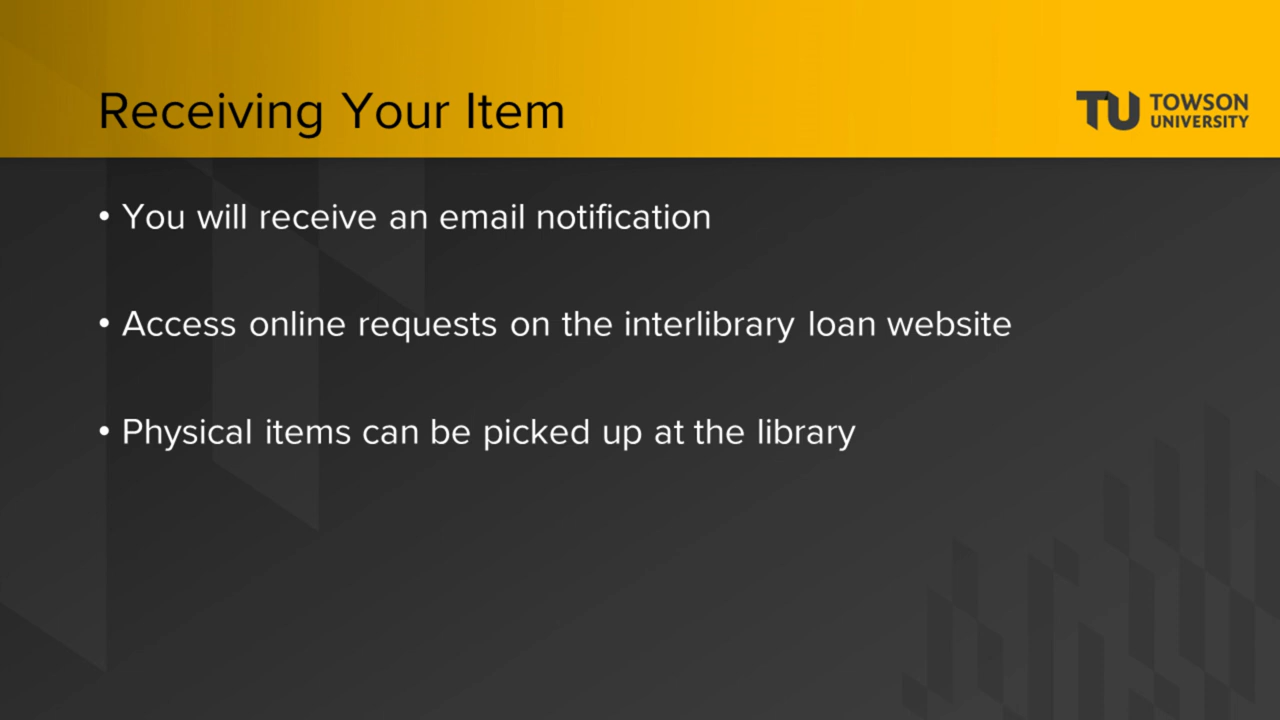 Receiving Your Item
TU TOWSON
UNIVERSITY
• You will receive an email notification
• Access online requests on the interlibrary loan website
• Physical items can be picked up at the library